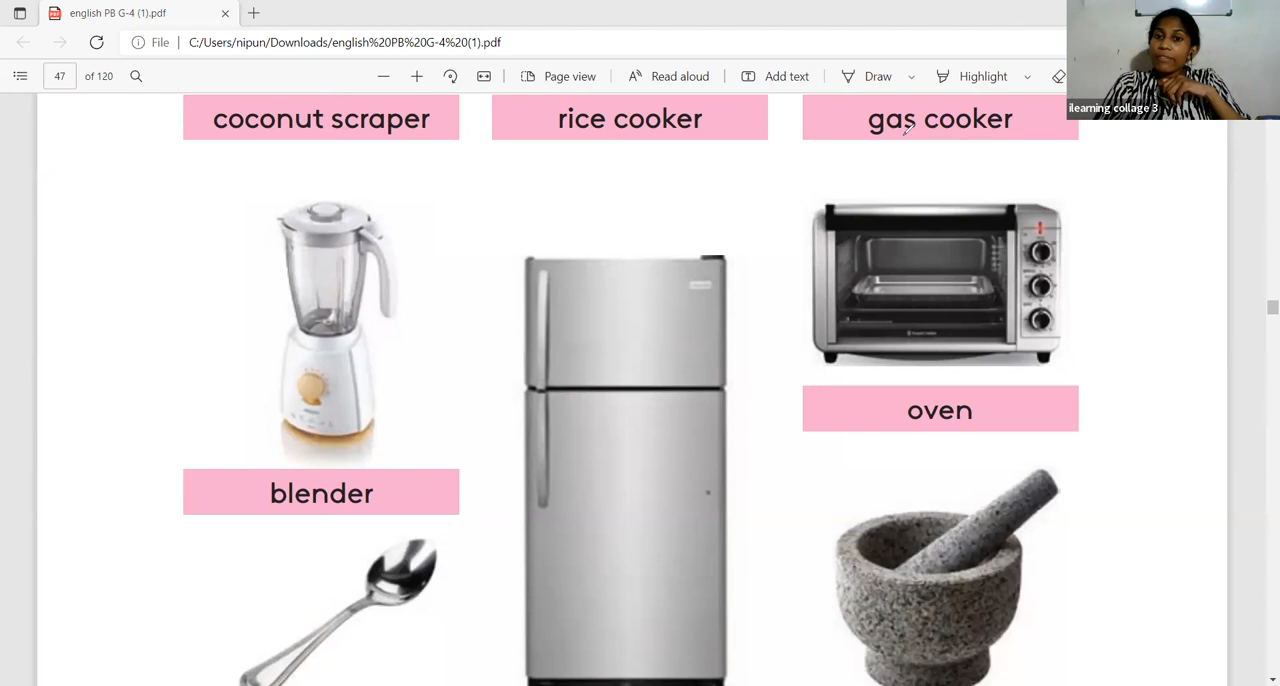 english PB G-4 (1).pdf
File
C:/Users/nipun/Downloads/english%20PB%20G-4%20(1).pdf
47 of 120
Page view
Read aloud
Add text
Draw
Highlight
ilearning collage 3
coconut scraper
rice cooker
gas cooker
oven
blender